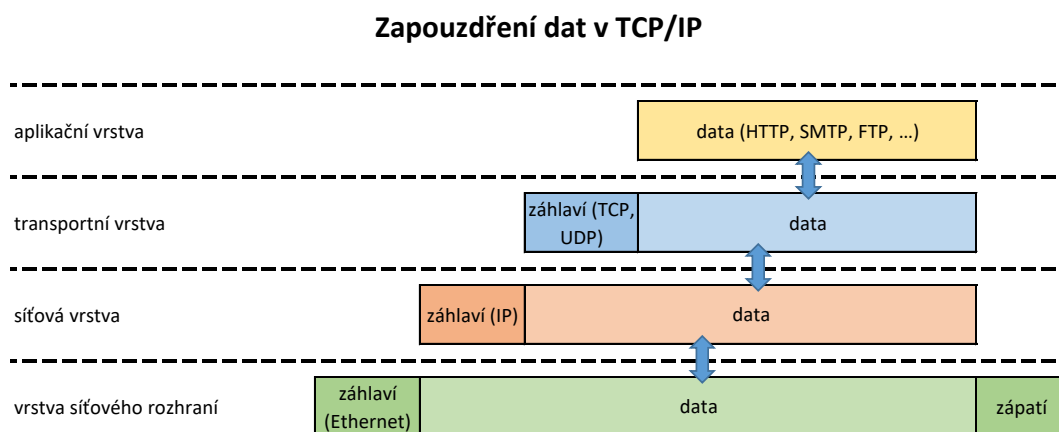 Zapouzdření dat v TCP/IP
aplikační vrstva
data (HTTP, SMTP, FTP, …)
transportní vrstva
záhlaví (TCP,
UDP)
data
síťová vrstva
záhlaví (IP)
data
vrstva síťového rozhraní
záhlaví
(Ethernet)
data
zápatí